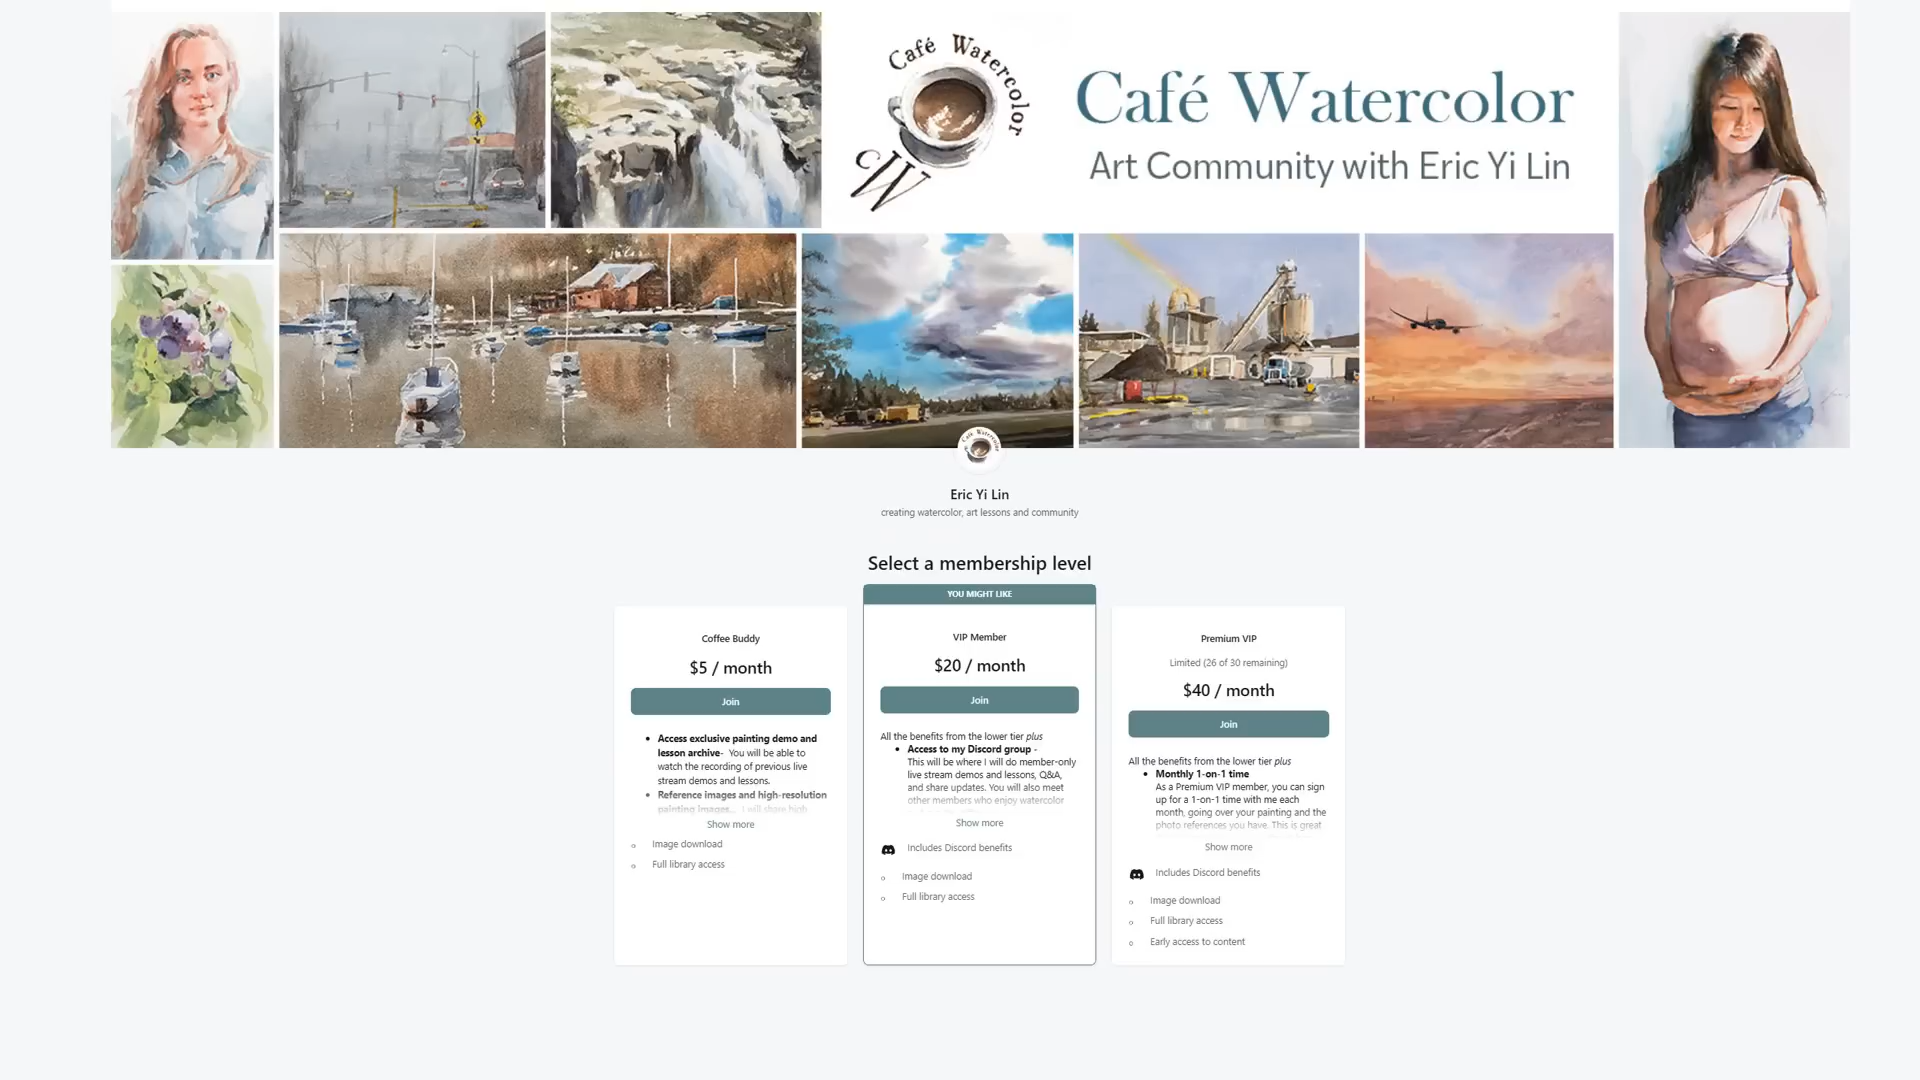 Café Watercolor
CW
Café Watercolor
Art Community with Eric Yi Lin
Café Watercolor
Eric Yi Lin
creating watercolor, art lessons and community
Select a membership level
Coffee Buddy
$5 / month
Join
Access exclusive painting demo and
lesson archive- You will be able to
watch the recording of previous live
stream demos and lessons.
Reference images and high-resolution
painting images... I will share high
Show more
Image download
Full library access
YOU MIGHT LIKE
VIP Member
$20 / month
Join
All the benefits from the lower tier plus
Access to my Discord group -
This will be where I will do member-only
live stream demos and lessons, Q&A,
and share updates. You will also meet
other members who enjoy watercolor
Show more
Includes Discord benefits
Image download
Full library access
Premium VIP
Limited (26 of 30 remaining)
$40 / month
Join
All the benefits from the lower tier plus
Monthly 1-on-1 time
As a Premium VIP member, you can sign
up for a 1-on-1 time with me each
month, going over your painting and the
photo references you have. This is great
Show more
Includes Discord benefits
Image download
Full library access
Early access to content